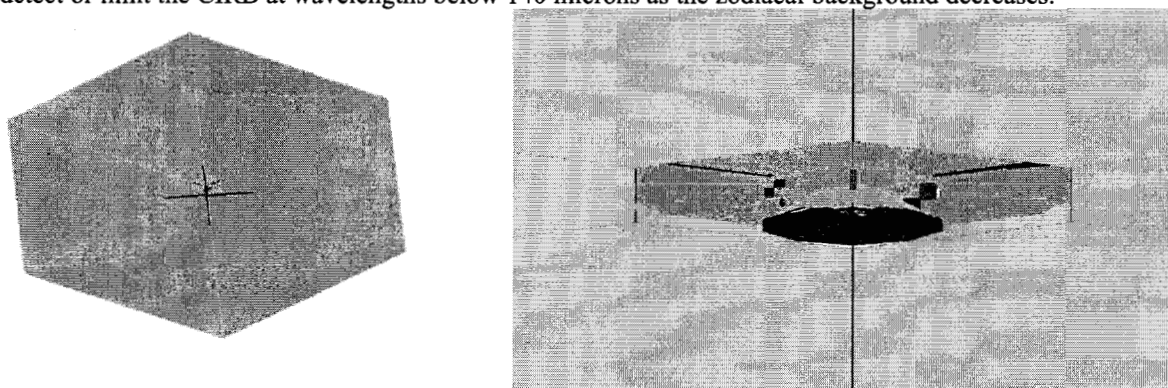 detect or limit the CIRB at wavelengths below 140 microns as the zodiacal background decreases.